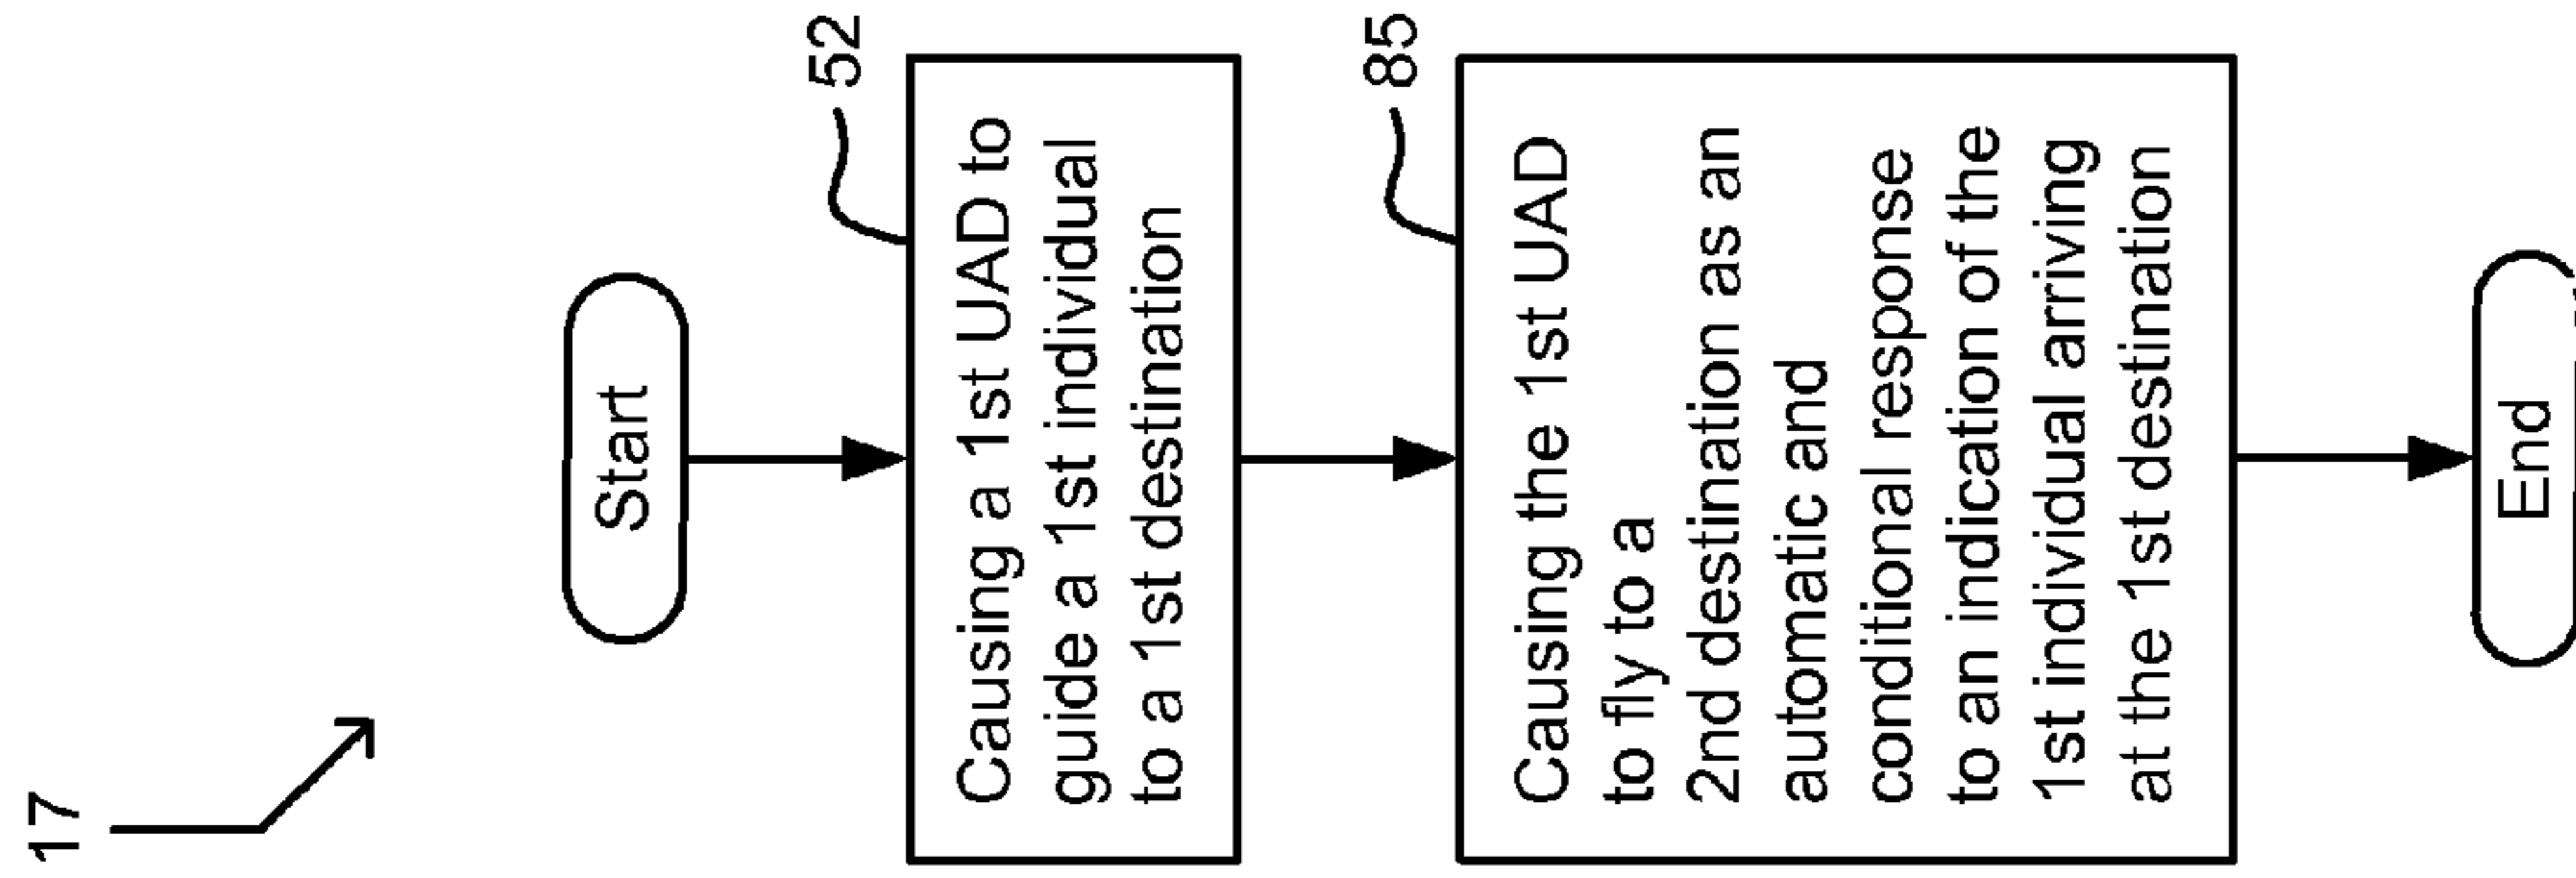 17
Start
52
Causing a 1st UAD to
guide a 1st individual
to a 1st destination
85
Causing the 1st UAD
to fly to a
2nd destination as an
automatic and
conditional response
to an indication of the
1st individual arriving
at the 1st destination
End